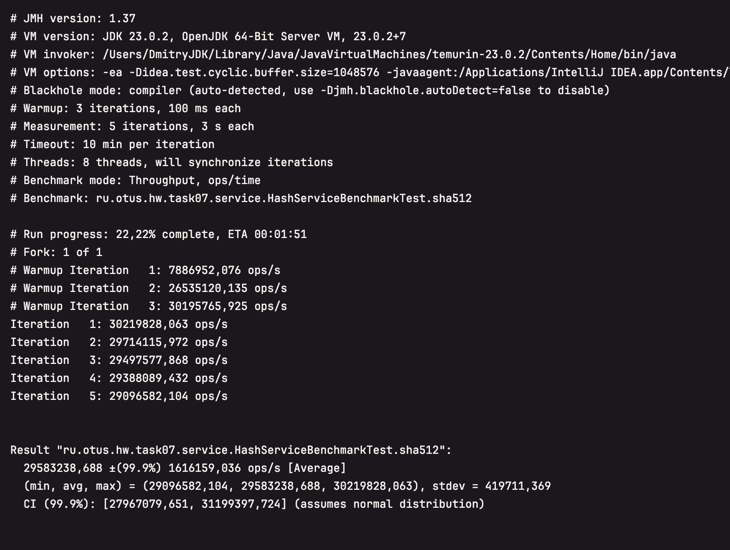 # JMH version: 1.37
# VM version: JDK 23.0.2, OpenJDK 64-Bit Server VM, 23.0.2+7
# VM invoker: /Users/DmitryJDK/Library/Java/JavaVirtualMachines/temurin-23.0.2/Contents/Home/bin/java
# VM options: -ea -Didea.test.cyclic.buffer.size=1048576 -javaagent:/Applications/IntelliJ IDEA.app/Contents/
# Blackhole mode: compiler (auto-detected, use -Djmh.blackhole.autoDetect=false to disable)
# Warmup: 3 iterations, 100 ms each
# Measurement: 5 iterations, 3 s each
# Timeout: 10 min per iteration
# Threads: 8 threads, will synchronize iterations
# Benchmark mode: Throughput, ops/time
# Benchmark: ru.otus.hw.task07.service.HashServiceBenchmarkTest.sha512
# Run progress: 22,22% complete, ETA 00:01:51
# Fork: 1 of 1
# Warmup Iteration   1: 7886952,076 ops/s
# Warmup Iteration   2: 26535120,135 ops/s
# Warmup Iteration   3: 30195765,925 ops/s
Iteration   1: 30219828,063 ops/s
Iteration   2: 29714115,972 ops/s
Iteration   3: 29497577,868 ops/s
Iteration   4: 29388089,432 ops/s
Iteration   5: 29096582,104 ops/s
Result "ru.otus.hw.task07.service.HashServiceBenchmarkTest.sha512":
  29583238,688 ±(99.9%) 1616159,036 ops/s [Average]
  (min, avg, max) = (29096582,104, 29583238,688, 30219828,063), stdev = 419711,369
  CI (99.9%): [27967079,651, 31199397,724] (assumes normal distribution)